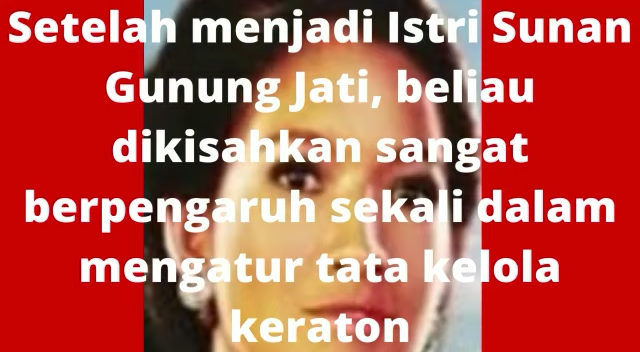 Setelah menjadi Istri Sunan
Gunung Jati, beliau
dikisahkan sangat
berpengaruh sekali dalam
mengatur tata kelola
keraton